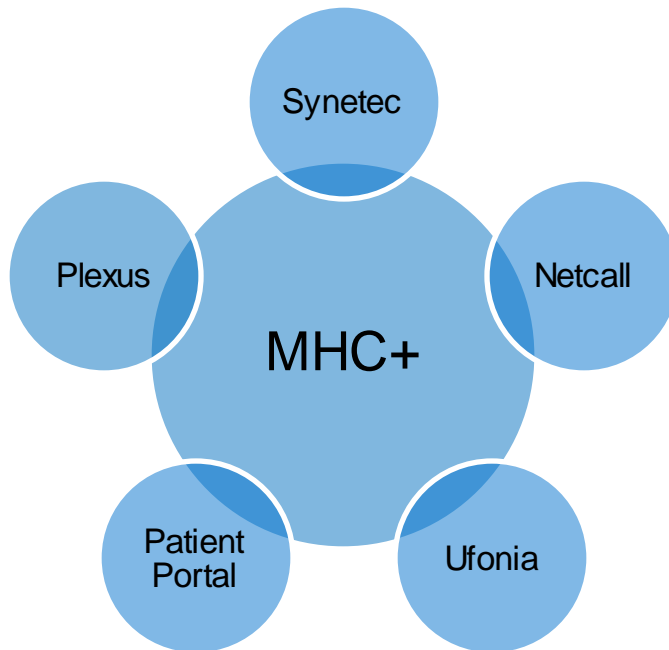 Synetec
Plexus
Netcall
MHC+
Patient
Portal
Ufonia